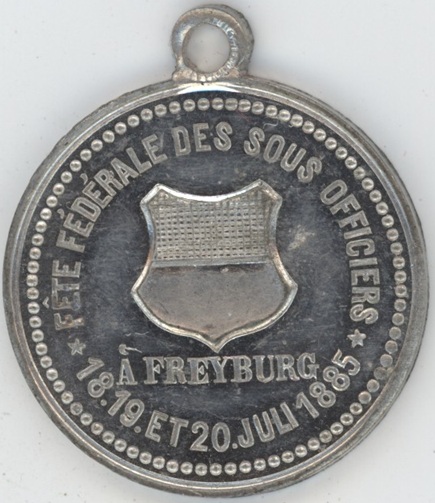 FÊTE FÉDÉRALE DES SOUS OFFICIERS
À FREYBURG
18.19. ET 20. JULI 1885